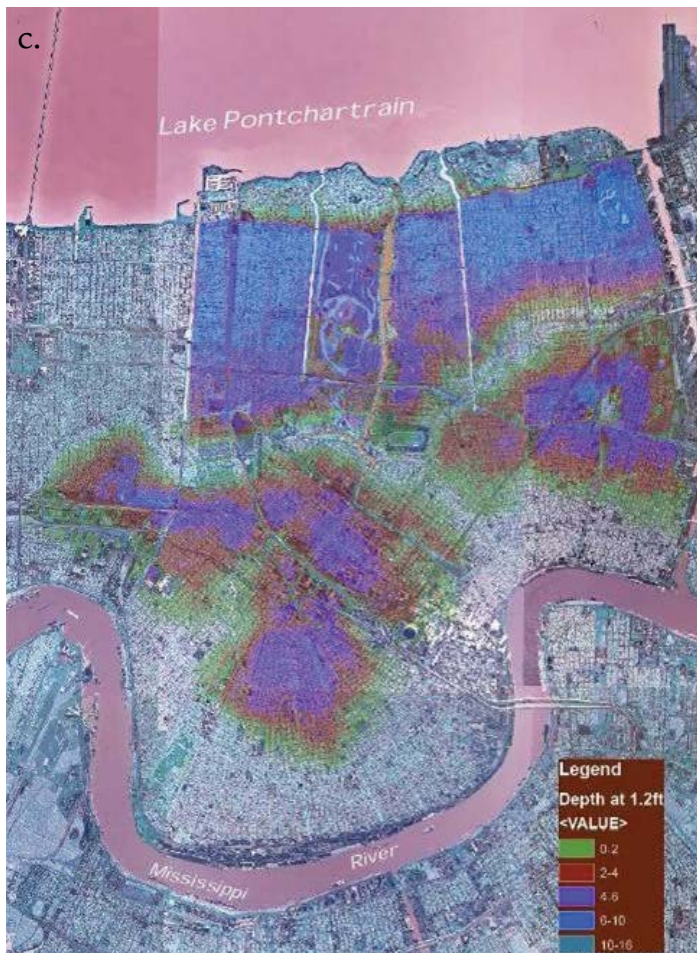 c.
Lake Pontchartrain
Mississippi River
Legend
Depth at 1.2ft
<VALUE>
0-2
2-4
4-6
6-10
10-16